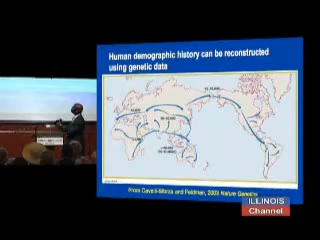 Human demographic history can be reconstructed
using genetic data
From Cavalli-Sforza and Feldman, 2003 Nature Genetics
ILLINOIS
Channel